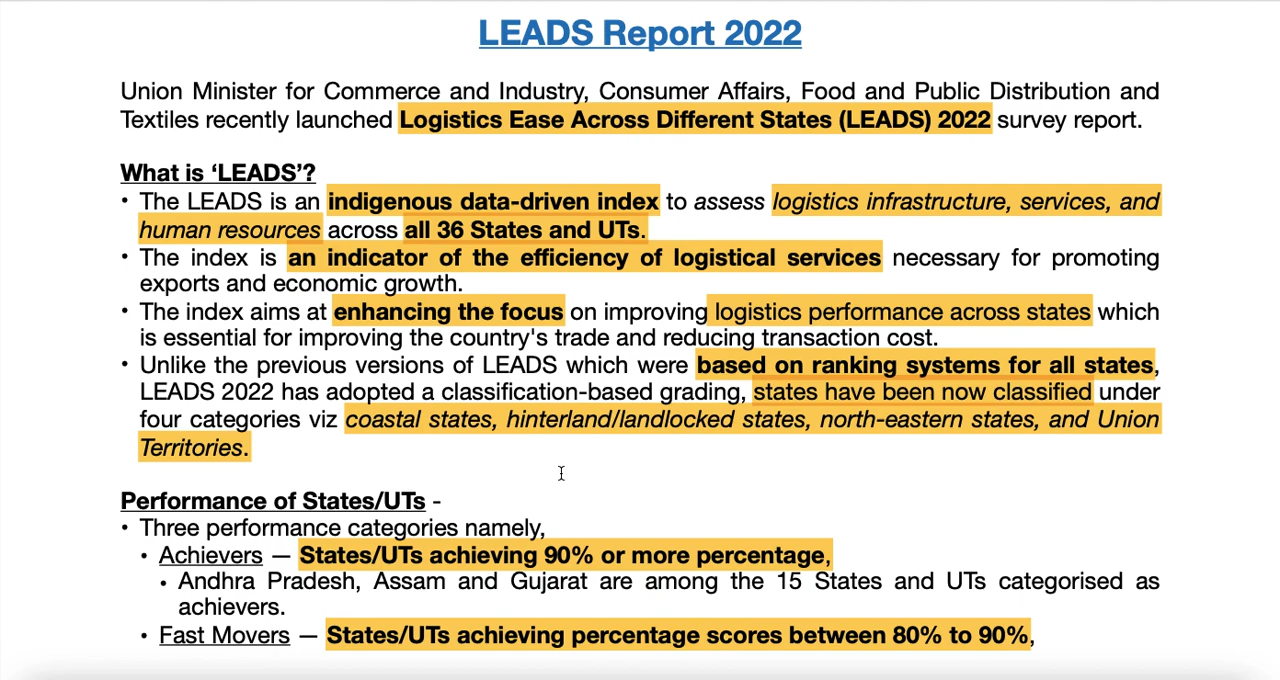 LEADS Report 2022
Union Minister for Commerce and Industry, Consumer Affairs, Food and Public Distribution and
Textiles recently launched Logistics Ease Across Different States (LEADS) 2022 survey report.
What is ‘LEADS’?
• The LEADS is an indigenous data-driven index to assess logistics infrastructure, services, and
human resources across all 36 States and UTs.
• The index is an indicator of the efficiency of logistical services necessary for promoting
exports and economic growth.
• The index aims at enhancing the focus on improving logistics performance across states which
is essential for improving the country's trade and reducing transaction cost.
• Unlike the previous versions of LEADS which were based on ranking systems for all states,
LEADS 2022 has adopted a classification-based grading, states have been now classified under
four categories viz coastal states, hinterland/landlocked states, north-eastern states, and Union
Territories.
Performance of States/UTs -
• Three performance categories namely,
• Achievers — States/UTs achieving 90% or more percentage,
• Andhra Pradesh, Assam and Gujarat are among the 15 States and UTs categorised as
achievers.
• Fast Movers — States/UTs achieving percentage scores between 80% to 90%,